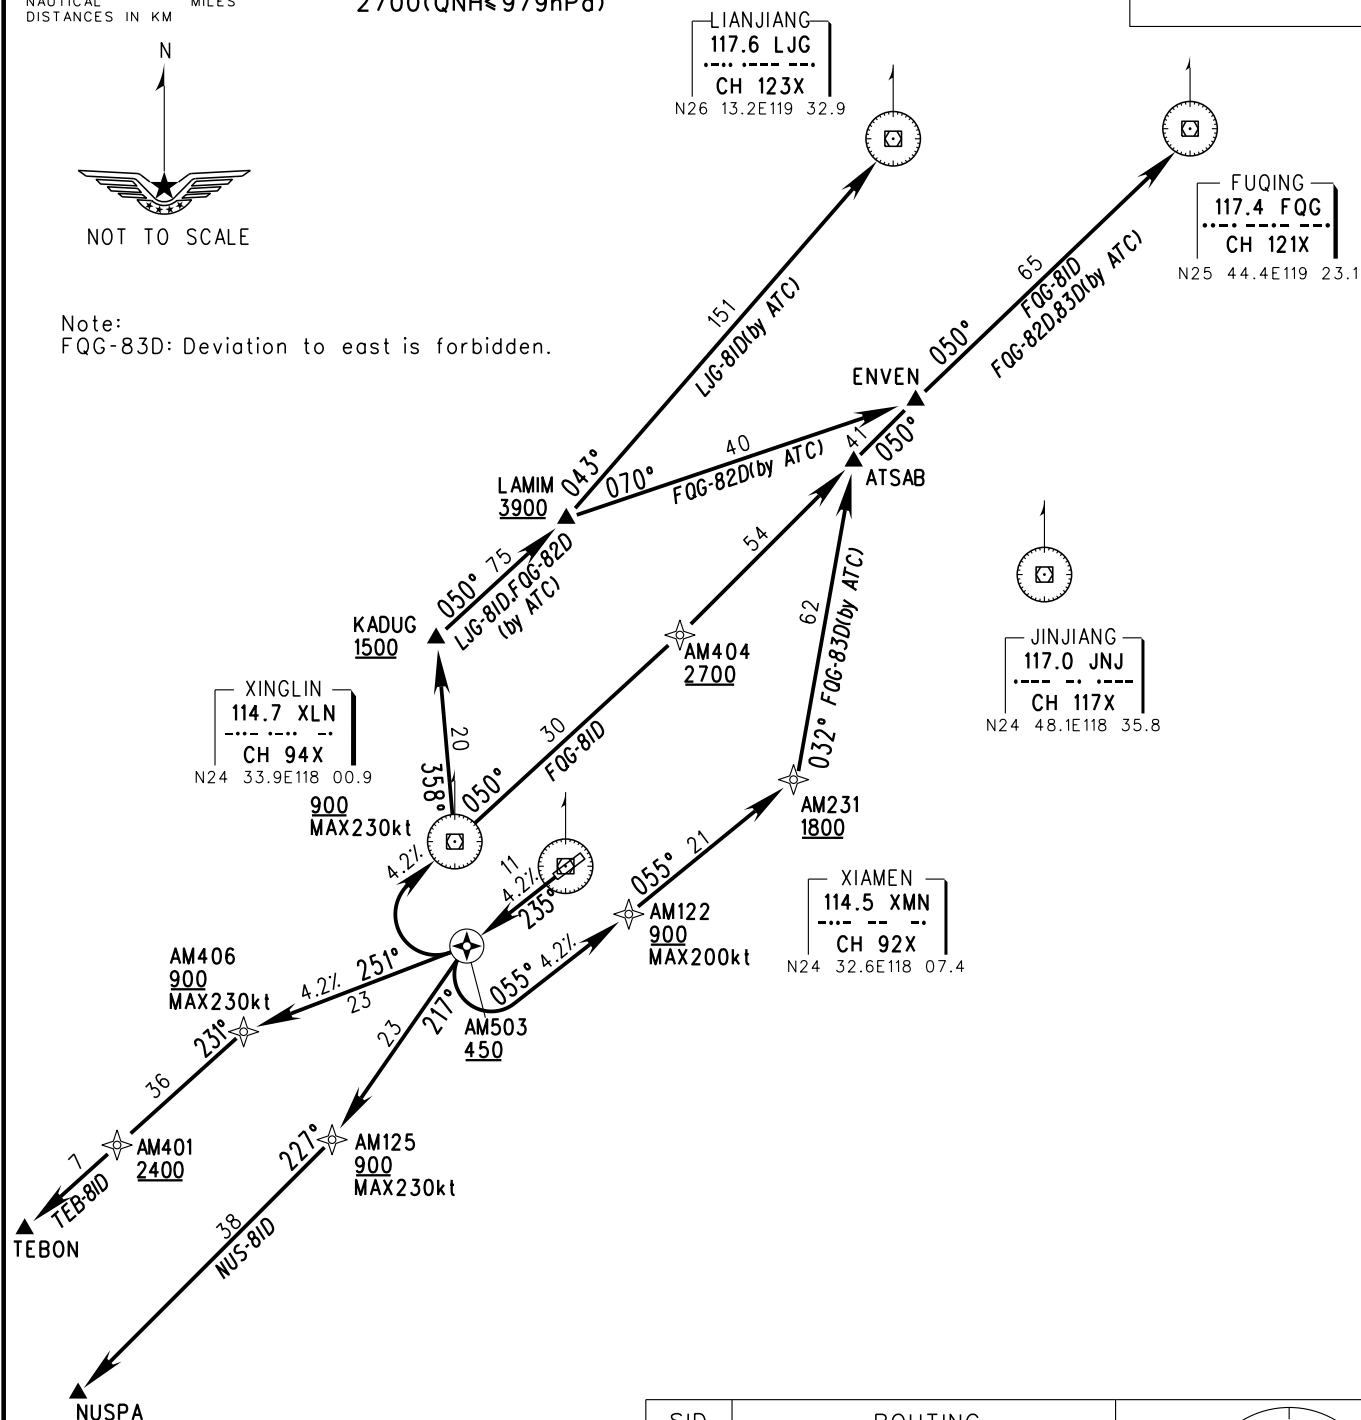 NAUTICAL MILES
DISTANCES IN KM
2700(QNH≤979hPa)
N
NOT TO SCALE
Note:
FQG-83D: Deviation to east is forbidden.
LIANJIANG
117.6 LJG
CH 123X
N26 13.2E119 32.9
FUQING
117.4 FQG
CH 121X
N25 44.4E119 23.1
151
LJG-81D(by ATC)
65
FQG-81D
FQG-82D,83D(by ATC)
050°
ENVEN
41
050°
ATSAB
40
FQG-82D(by ATC)
043°
070°
LAMIM
3900
75
050°
LJG-81D,FQG-82D
(by ATC)
54
KADUG
1500
AM404
2700
62
FQG-83D(by ATC)
032°
JINJIANG
117.0 JNJ
CH 117X
N24 48.1E118 35.8
XINGLIN
114.7 XLN
CH 94X
N24 33.9E118 00.9
900
MAX230kt
20
358°
30
FQG-81D
050°
AM231
1800
4.2%
11
4.2%
235°
21
055°
XIAMEN
114.5 XMN
CH 92X
N24 32.6E118 07.4
AM122
900
MAX200kt
AM406
900
MAX230kt
251°
4.2%
23
055°
4.2%
217°
AM503
450
23
231°
36
AM401
2400
7
TEB-81D
TEBON
227°
AM125
900
MAX230kt
38
NUS-81D
NUSPA
SID ROUTING